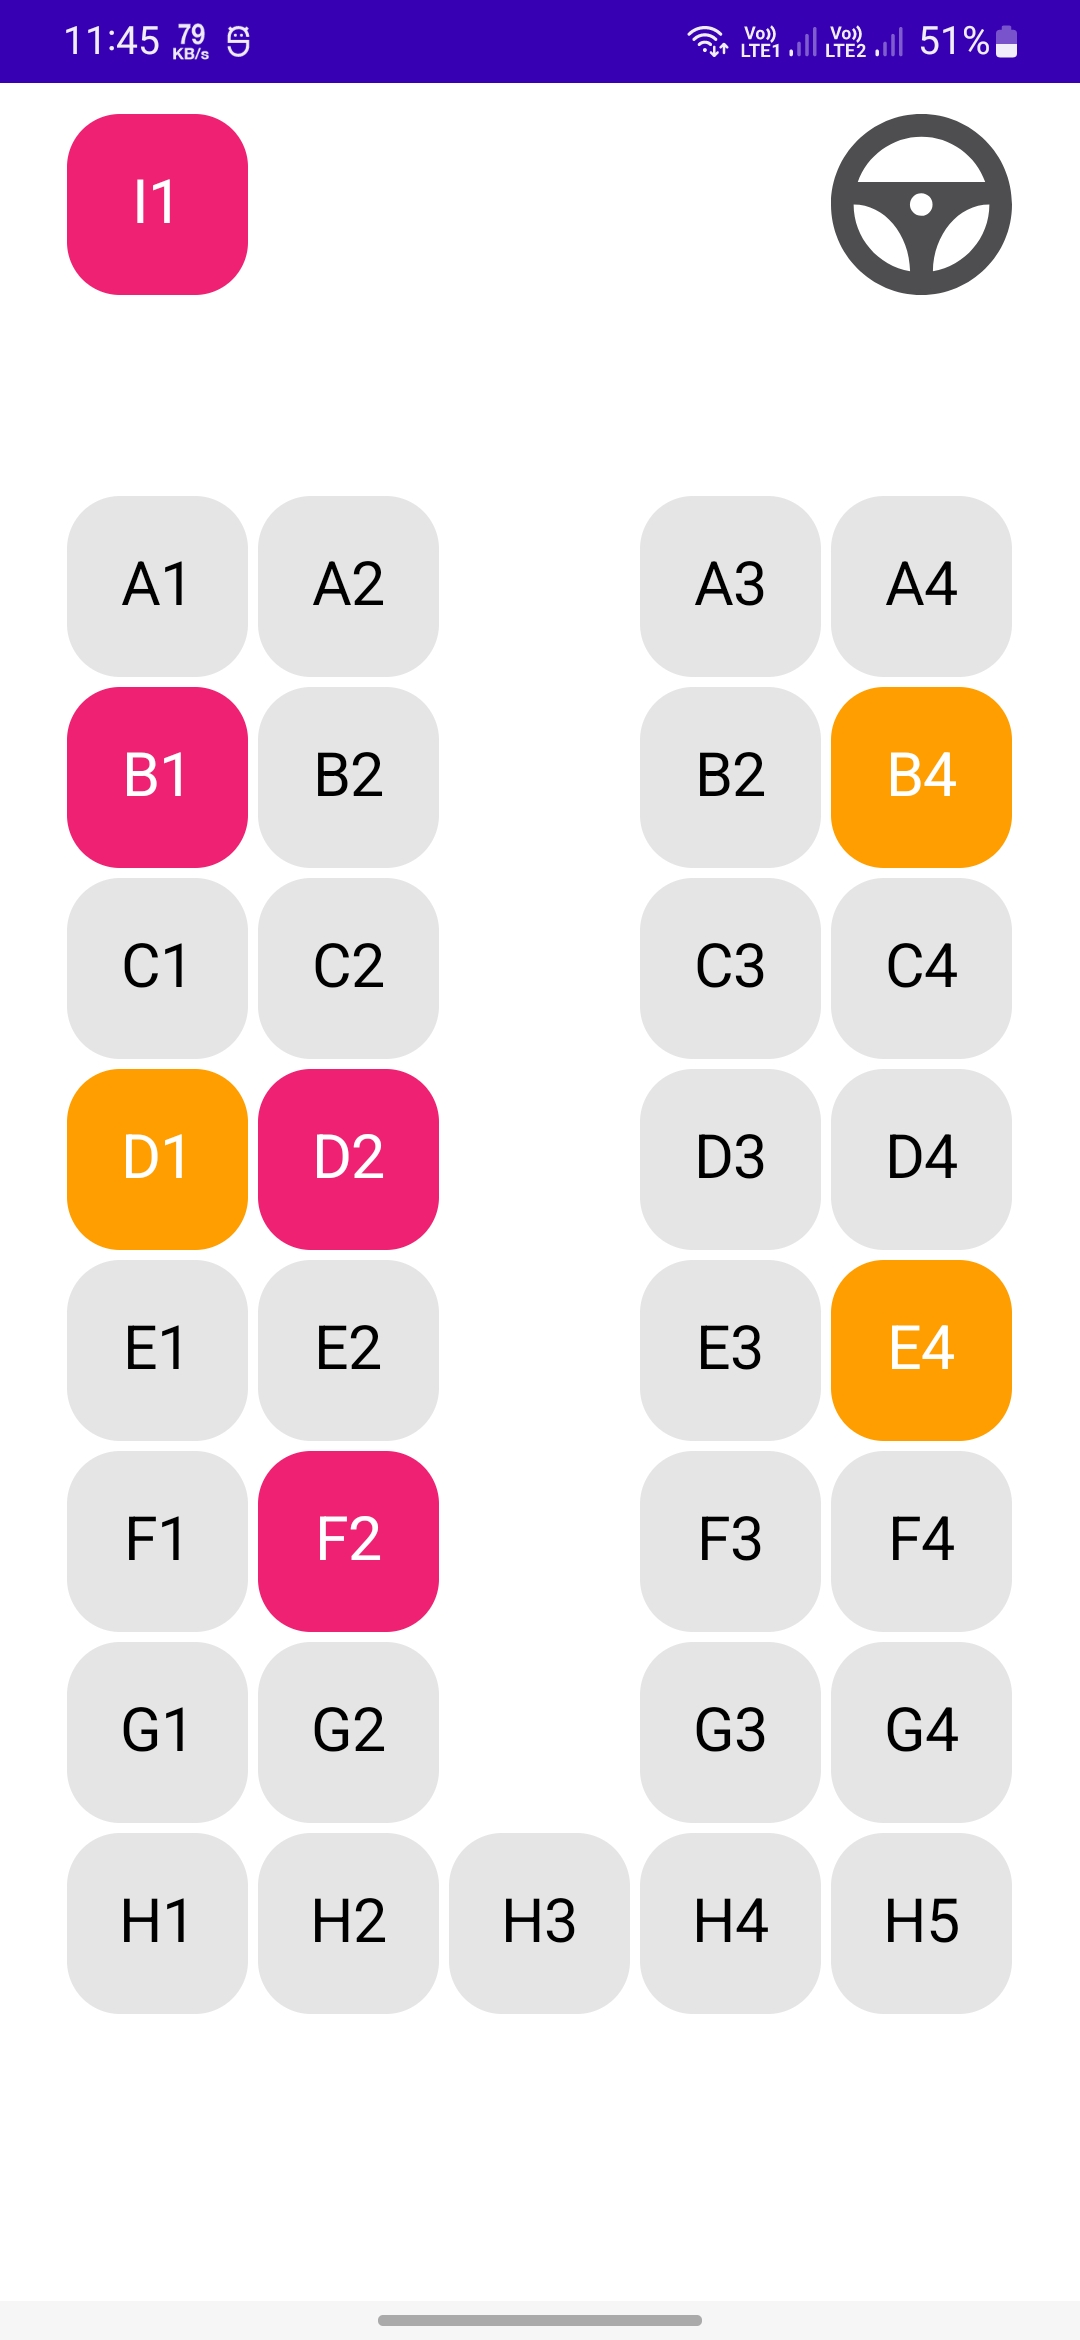 11:45 79 KB/s Vo)) LTE1 Vo)) LTE2 51%
I1
A1 A2 A3 A4
B1 B2 B2 B4
C1 C2 C3 C4
D1 D2 D3 D4
E1 E2 E3 E4
F1 F2 F3 F4
G1 G2 G3 G4
H1 H2 H3 H4 H5